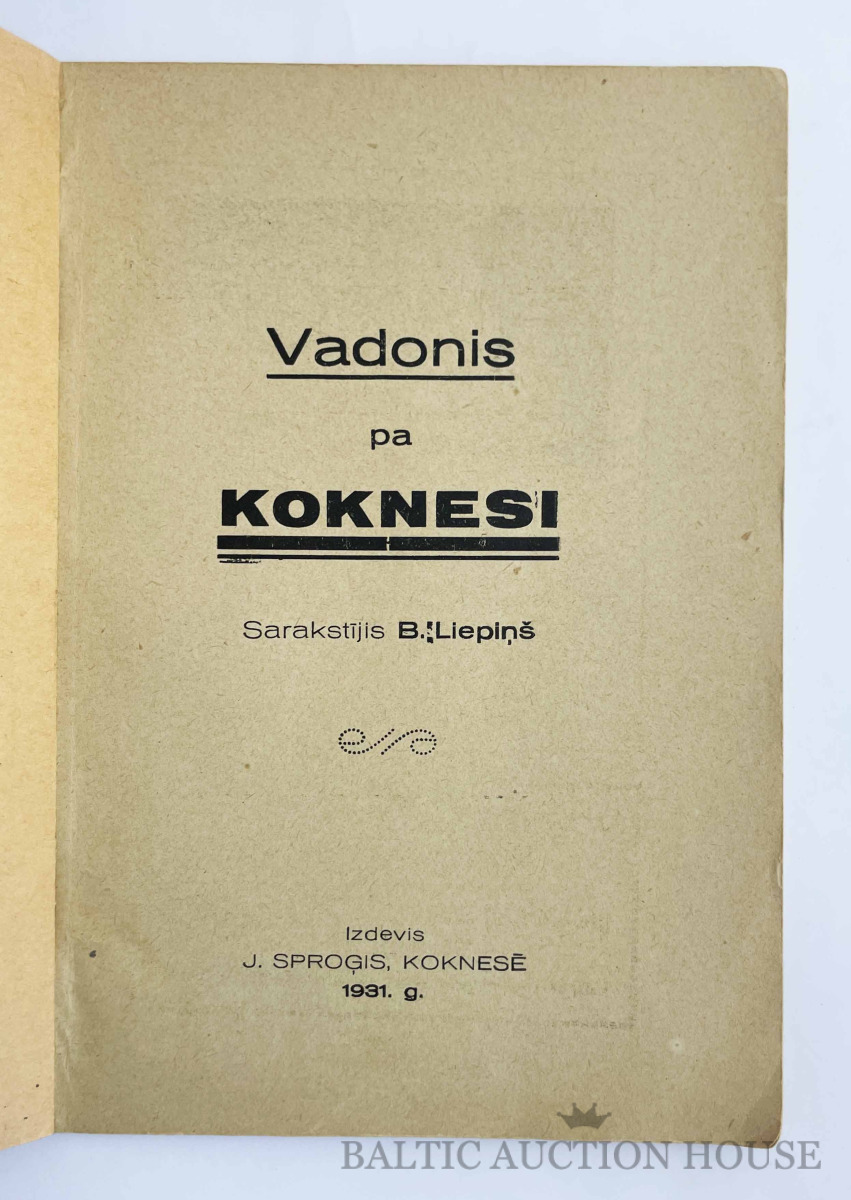 Vadonis
pa
KOKNESI
Sarakstījis B. Liepiņš
Izdevis
J. SPROĢIS, KOKNESĒ
1931. g.
BALTIC AUCTION HOUSE